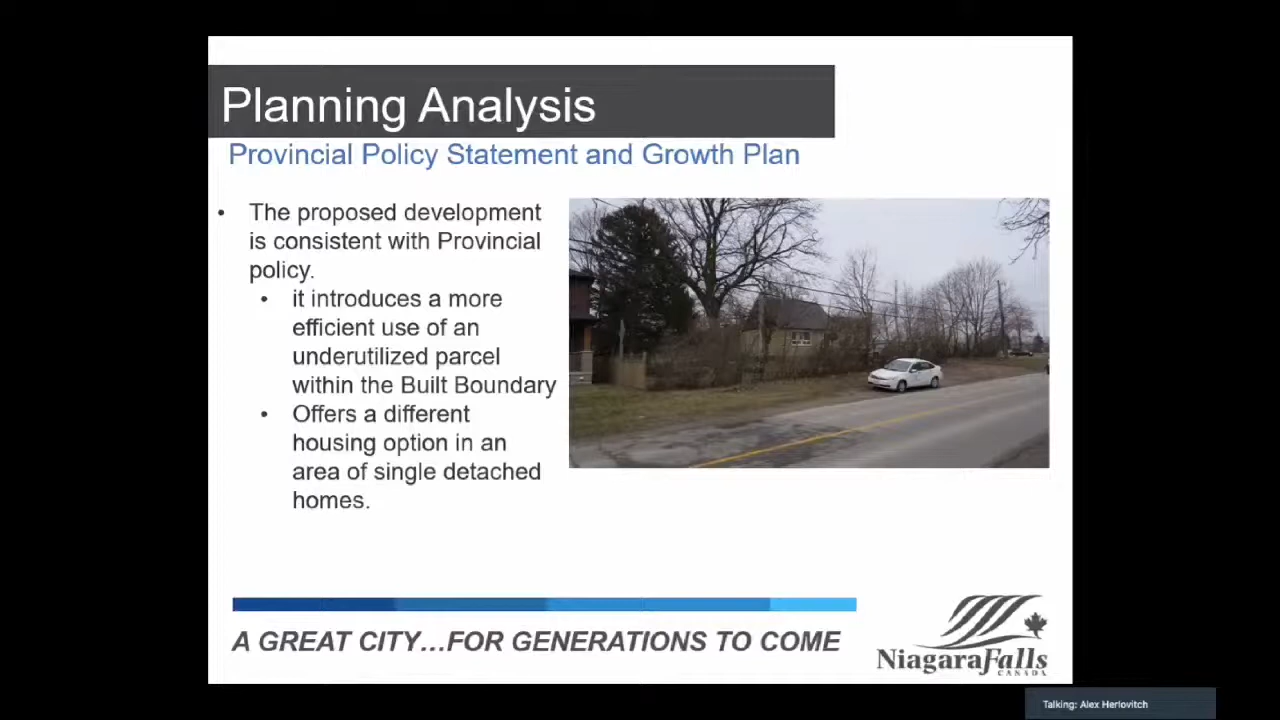 Planning Analysis
Provincial Policy Statement and Growth Plan
• The proposed development
is consistent with Provincial
policy.
• it introduces a more
efficient use of an
underutilized parcel
within the Built Boundary
• Offers a different
housing option in an
area of single detached
homes.
A GREAT CITY...FOR GENERATIONS TO COME
NiagaraFalls
CANADA
Talking: Alex Herlovitch